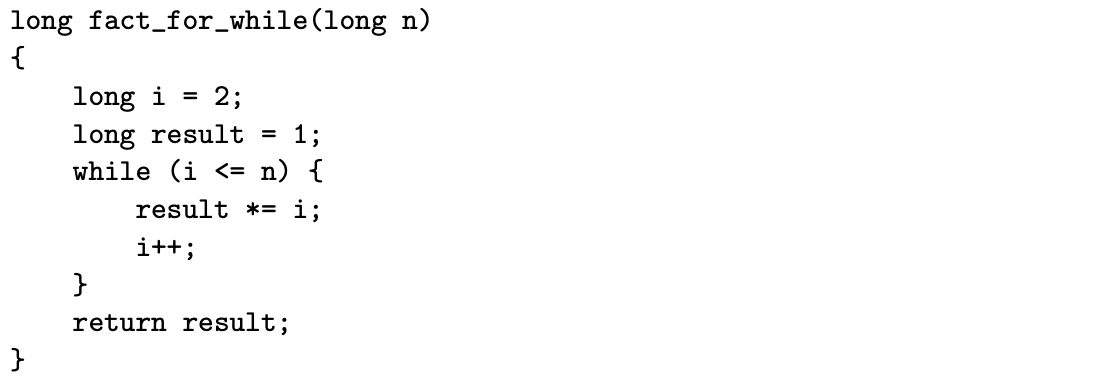 long fact_for_while(long n)
{
    long i = 2;
    long result = 1;
    while (i <= n) {
        result *= i;
        i++;
    }
    return result;
}